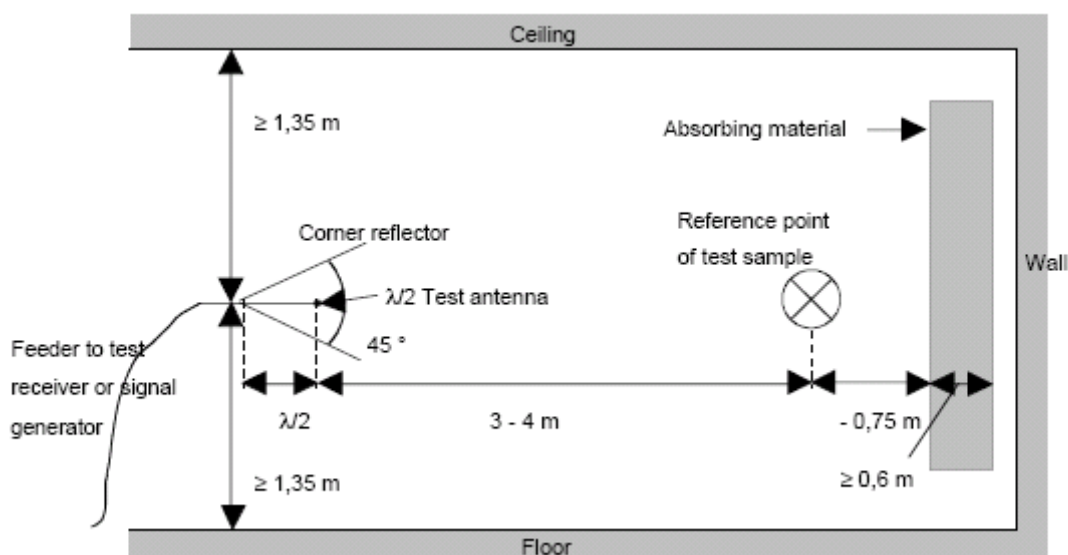 Ceiling
≥ 1,35 m
Absorbing material
Reference point
of test sample
Corner reflector
Wall
λ/2 Test antenna
45 °
Feeder to test
receiver or signal
generator
λ/2
3 - 4 m
- 0,75 m
≥ 0,6 m
≥ 1,35 m
Floor